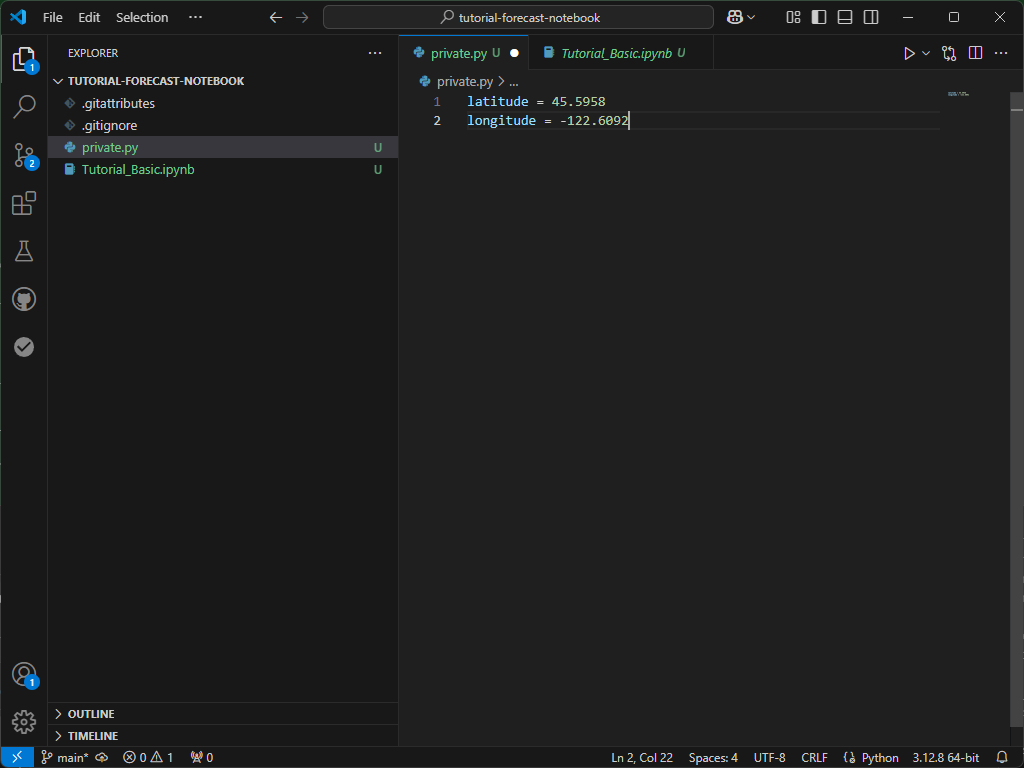 File Edit Selection ··· tutorial-forecast-notebook
EXPLORER ···
TUTORIAL-FORECAST-NOTEBOOK
.gitattributes
.gitignore
private.py U
Tutorial_Basic.ipynb U
OUTLINE
TIMELINE
1
2
1
private.py U ● Tutorial_Basic.ipynb U ···
private.py > ...
1 latitude = 45.5958
2 longitude = -122.6092
main* 0 1 0 Ln 2, Col 22 Spaces: 4 UTF-8 CRLF {} Python 3.12.8 64-bit